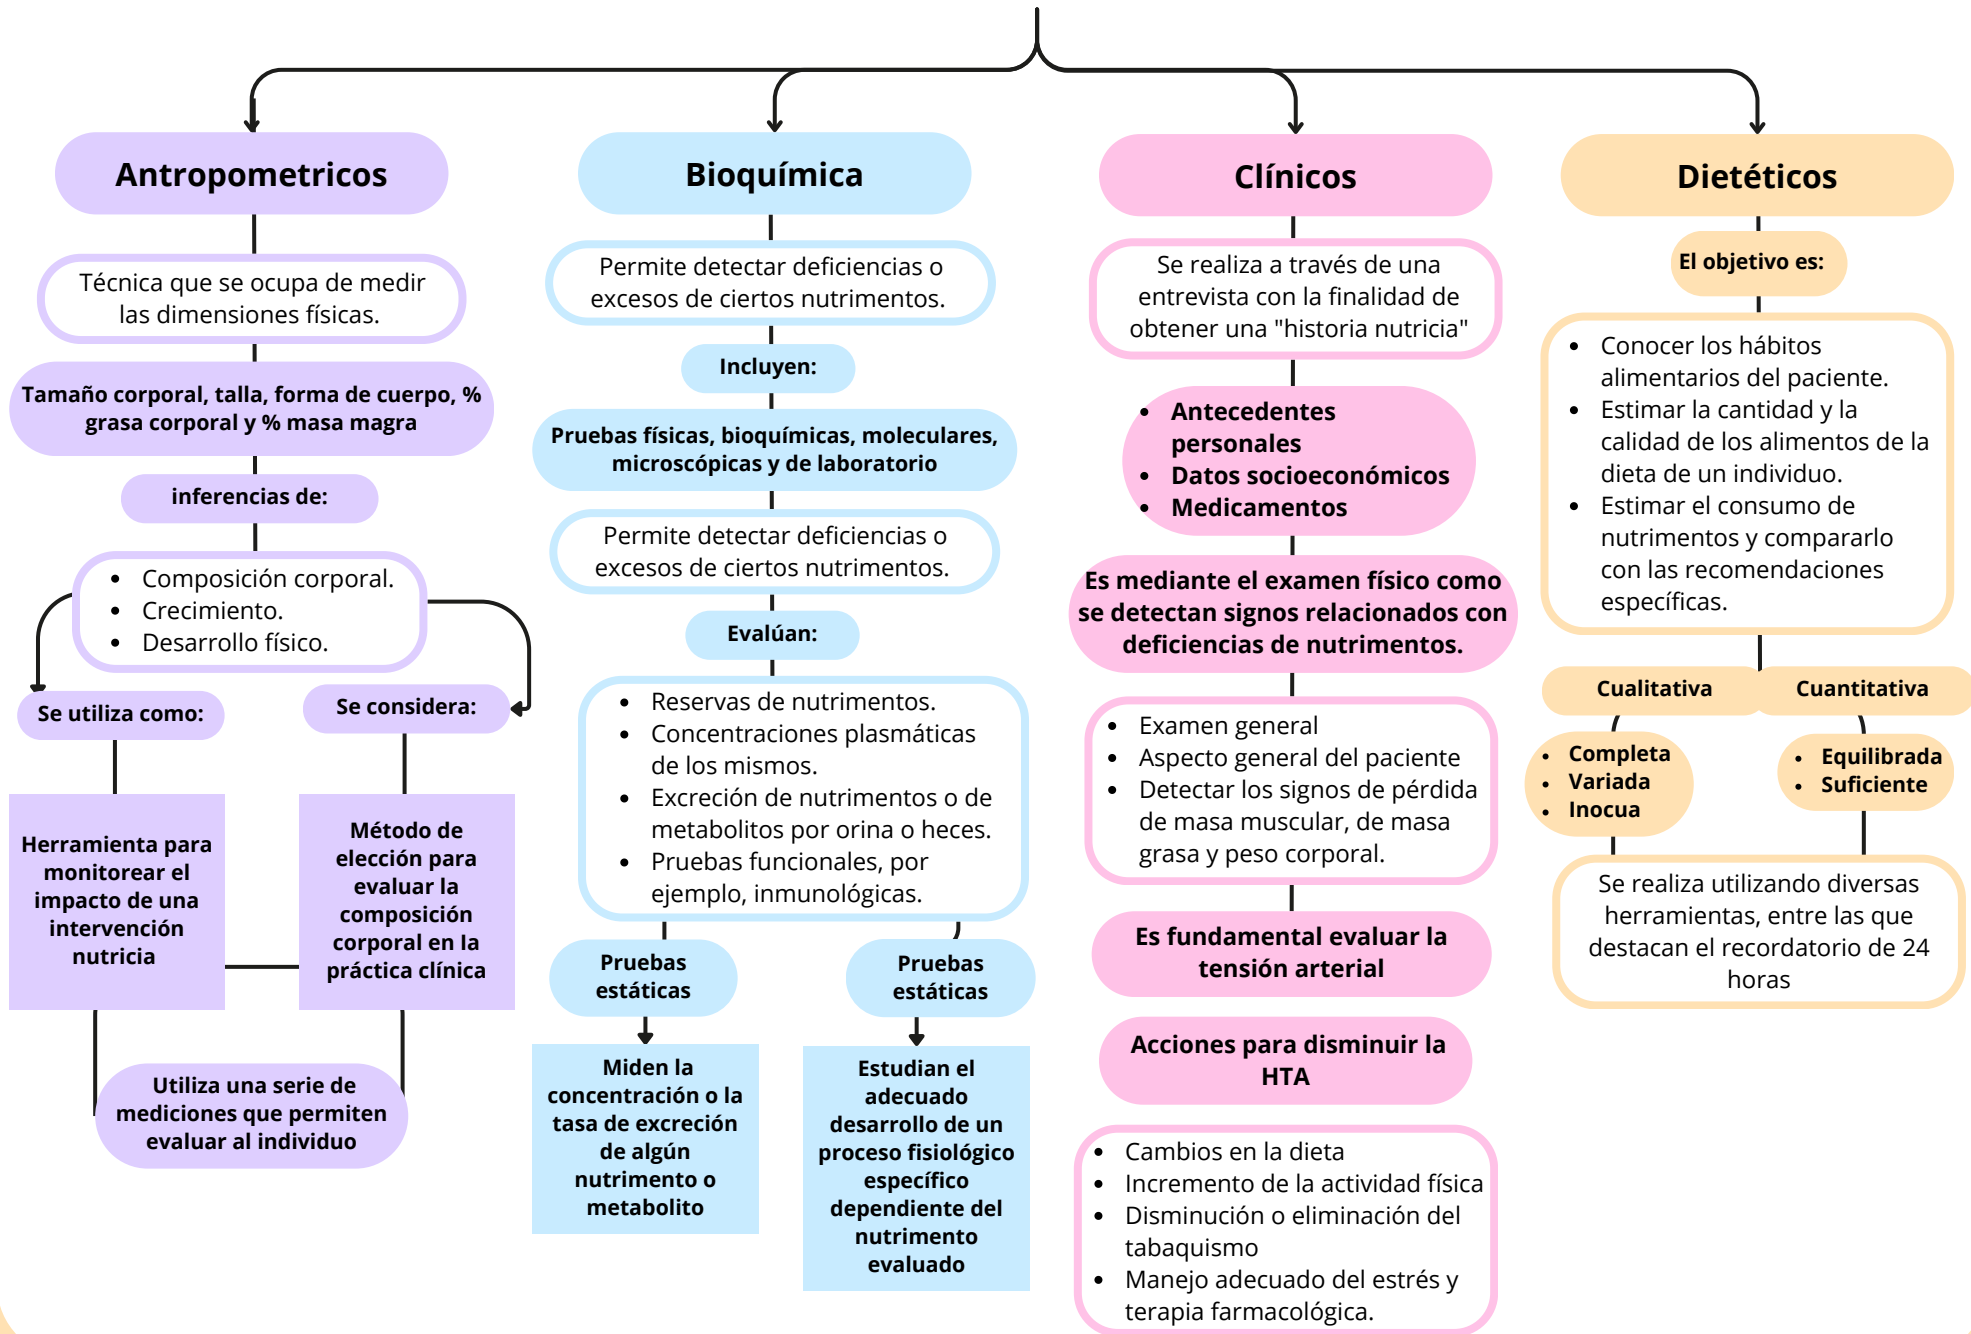 Antropometricos
Técnica que se ocupa de medir
las dimensiones físicas.
Tamaño corporal, talla, forma de cuerpo, %
grasa corporal y % masa magra
inferencias de:
• Composición corporal.
• Crecimiento.
• Desarrollo físico.
Se utiliza como:
Herramienta para
monitorear el
impacto de una
intervención
nutricia
Se considera:
Método de
elección para
evaluar la
composición
corporal en la
práctica clínica
Utiliza una serie de
mediciones que permiten
evaluar al individuo
Bioquímica
Permite detectar deficiencias o
excesos de ciertos nutrimentos.
Incluyen:
Pruebas físicas, bioquímicas, moleculares,
microscópicas y de laboratorio
Permite detectar deficiencias o
excesos de ciertos nutrimentos.
Evalúan:
• Reservas de nutrimentos.
• Concentraciones plasmáticas
de los mismos.
• Excreción de nutrimentos o de
metabolitos por orina o heces.
• Pruebas funcionales, por
ejemplo, inmunológicas.
Pruebas
estáticas
Miden la
concentración o la
tasa de excreción
de algún
nutrimento o
metabolito
Pruebas
estáticas
Estudian el
adecuado
desarrollo de un
proceso fisiológico
específico
dependiente del
nutrimento
evaluado
Clínicos
Se realiza a través de una
entrevista con la finalidad de
obtener una "historia nutricia"
• Antecedentes
personales
• Datos socioeconómicos
• Medicamentos
Es mediante el examen físico como
se detectan signos relacionados con
deficiencias de nutrimentos.
• Examen general
• Aspecto general del paciente
• Detectar los signos de pérdida
de masa muscular, de masa
grasa y peso corporal.
Es fundamental evaluar la
tensión arterial
Acciones para disminuir la
HTA
• Cambios en la dieta
• Incremento de la actividad física
• Disminución o eliminación del
tabaquismo
• Manejo adecuado del estrés y
terapia farmacológica.
Dietéticos
El objetivo es:
• Conocer los hábitos
alimentarios del paciente.
• Estimar la cantidad y la
calidad de los alimentos de la
dieta de un individuo.
• Estimar el consumo de
nutrimentos y compararlo
con las recomendaciones
específicas.
Cualitativa
• Completa
• Variada
• Inocua
Cuantitativa
• Equilibrada
• Suficiente
Se realiza utilizando diversas
herramientas, entre las que
destacan el recordatorio de 24
horas